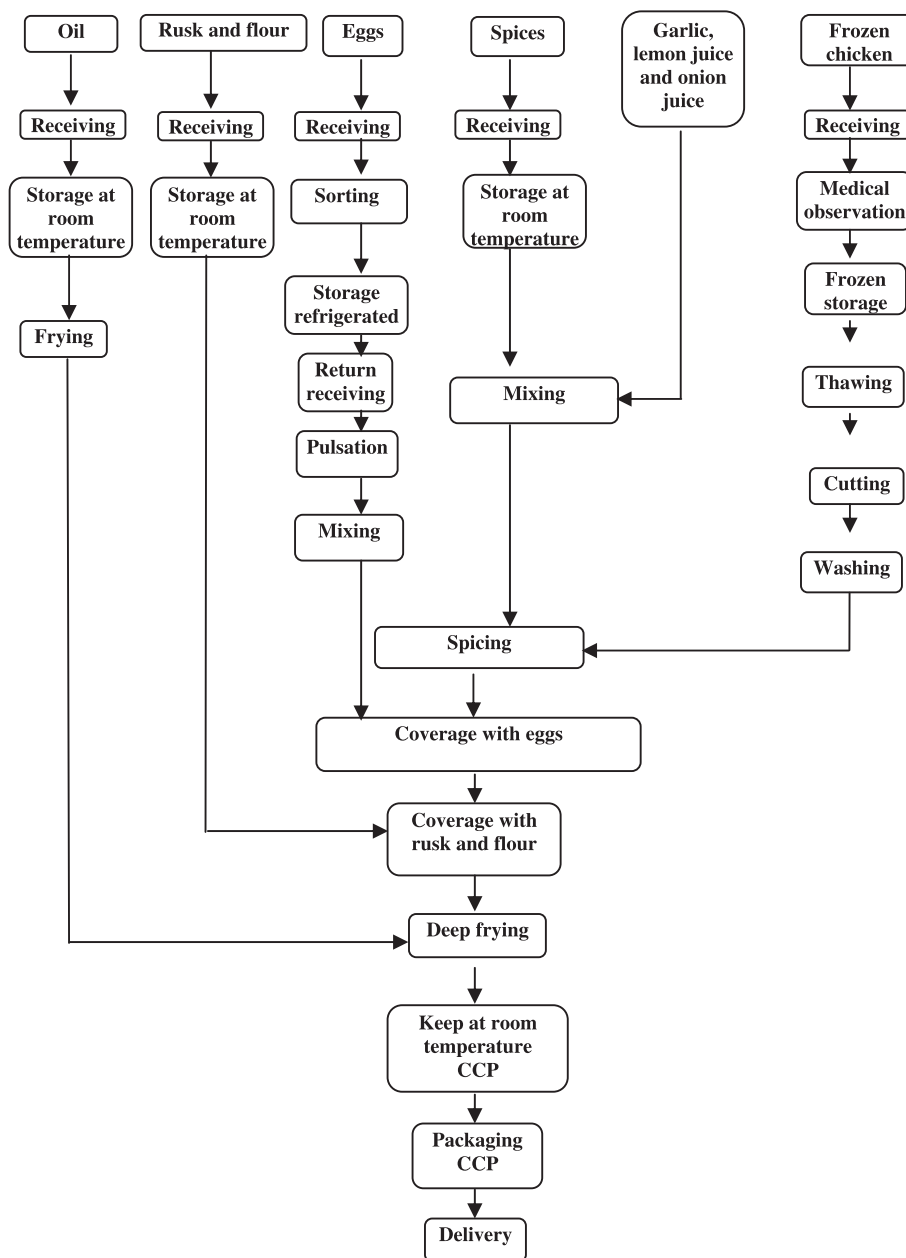 Oil
Rusk and flour
Eggs
Spices
Garlic,
lemon juice
and onion
juice
Frozen
chicken
Receiving
Receiving
Receiving
Receiving
Receiving
Storage at
room
temperature
Storage at
room
temperature
Sorting
Storage at
room
temperature
Medical
observation
Storage
refrigerated
Frozen
storage
Frying
Return
receiving
Mixing
Thawing
Pulsation
Cutting
Mixing
Washing
Spicing
Coverage with eggs
Coverage with
rusk and flour
Deep frying
Keep at room
temperature
CCP
Packaging
CCP
Delivery